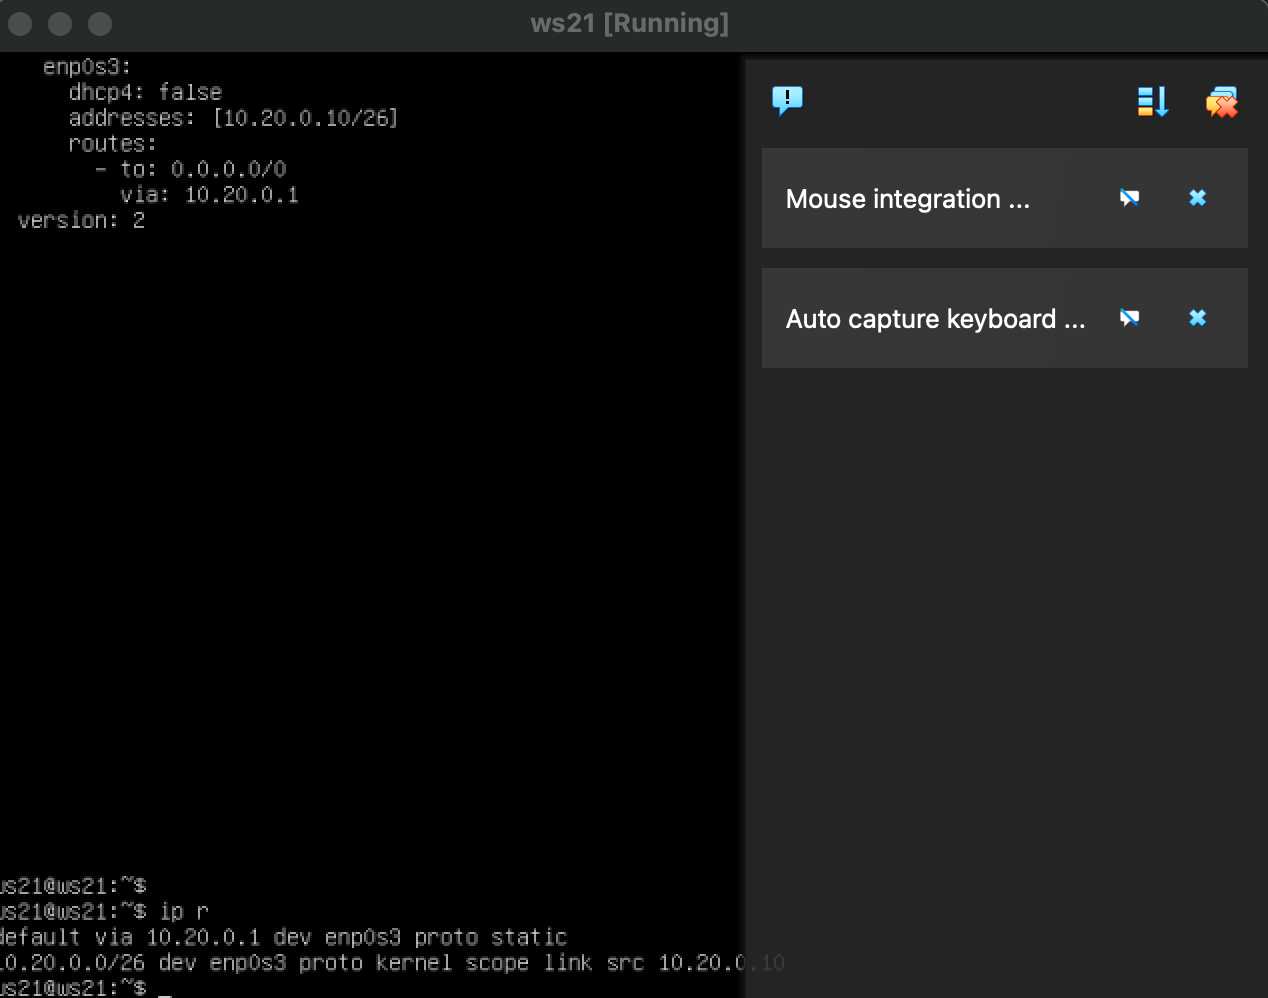 ws21 [Running]
enp0s3:
dhcp4: false
addresses: [10.20.0.10/26]
routes:
- to: 0.0.0.0/0
via: 10.20.0.1
version: 2
Mouse integration ...
Auto capture keyboard ...
ws21@ws21:~$
ws21@ws21:~$ ip r
default via 10.20.0.1 dev enp0s3 proto static
10.20.0.0/26 dev enp0s3 proto kernel scope link src 10.20.0.10
ws21@ws21:~$ _